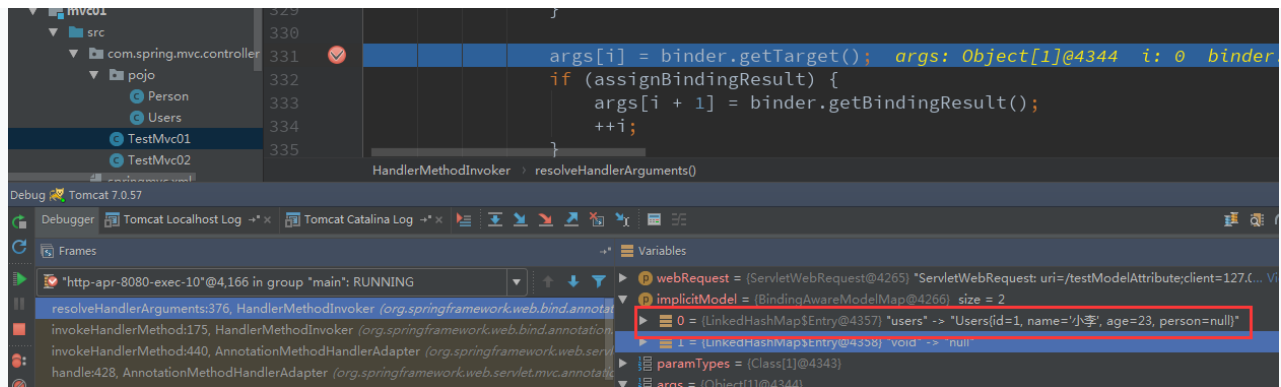 mvc01
src
com.spring.mvc.controller
pojo
Person
Users
TestMvc01
TestMvc02
springmvc.xml
329 }
330
331 args[i] = binder.getTarget(); args: Object[1]@4344 i: 0 binder:
332 if (assignBindingResult) {
333 args[i + 1] = binder.getBindingResult();
334 ++i;
335 }
HandlerMethodInvoker › resolveHandlerArguments()
Debug Tomcat 7.0.57
Debugger Tomcat Localhost Log Tomcat Catalina Log
Frames
Variables
"http-apr-8080-exec-10"@4,166 in group "main": RUNNING
resolveHandlerArguments:376, HandlerMethodInvoker (org.springframework.web.bind.annotat
invokeHandlerMethod:175, HandlerMethodInvoker (org.springframework.web.bind.annotation.
invokeHandlerMethod:440, AnnotationMethodHandlerAdapter (org.springframework.web.servl
handle:428, AnnotationMethodHandlerAdapter (org.springframework.web.servlet.mvc.annotatic
webRequest = {ServletWebRequest@4265} "ServletWebRequest: uri=/testModelAttribute;client=127.0... Vi
implicitModel = {BindingAwareModelMap@4266} size = 2
0 = {LinkedHashMap$Entry@4357} "users" -> "Users{id=1, name='小李', age=23, person=null}"
1 = {LinkedHashMap$Entry@4358} "void" -> "null"
paramTypes = {Class[1]@4343}
args = {Object[1]@4344}